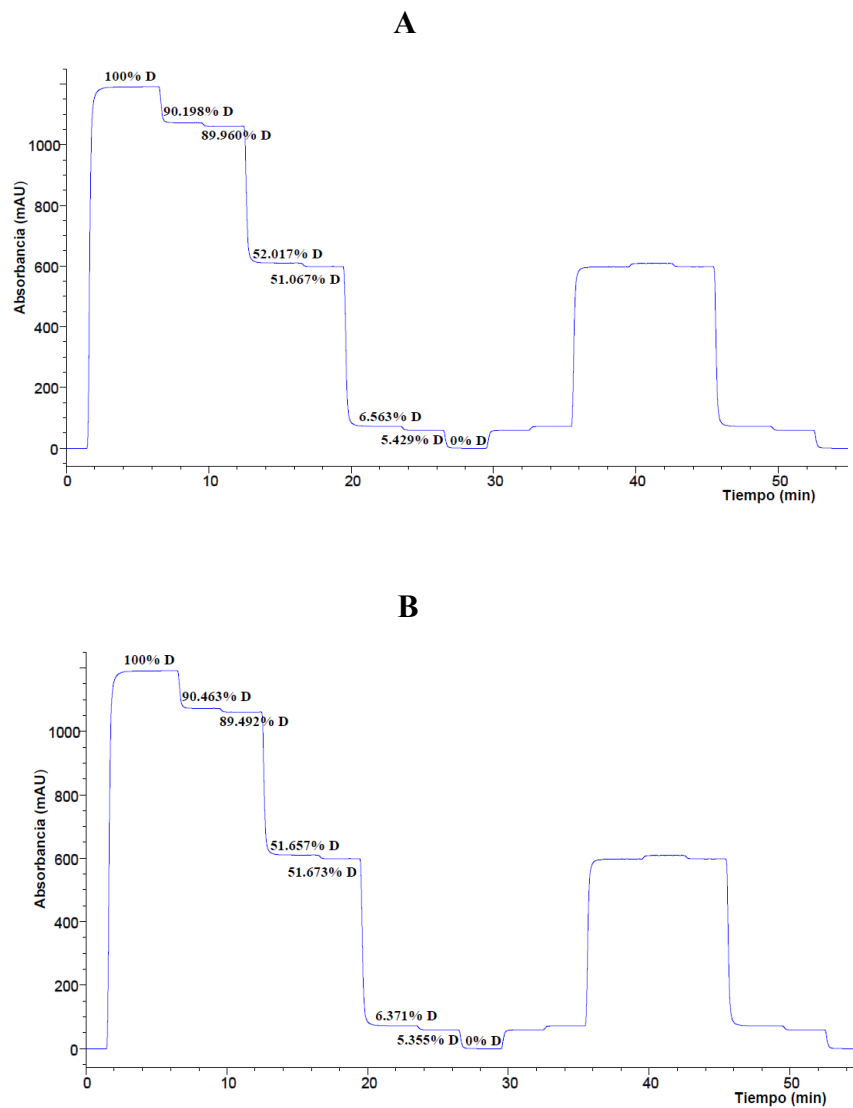 A
100% D
90.198% D
89.960% D
52.017% D
51.067% D
6.563% D
5.429% D
0% D
Absorbancia (mAU)
1000
800
600
400
200
0
0 10 20 30 40 50
Tiempo (min)
B
100% D
90.463% D
89.492% D
51.657% D
51.673% D
6.371% D
5.355% D
0% D
Absorbancia (mAU)
1000
800
600
400
200
0
0 10 20 30 40 50
Tiempo (min)